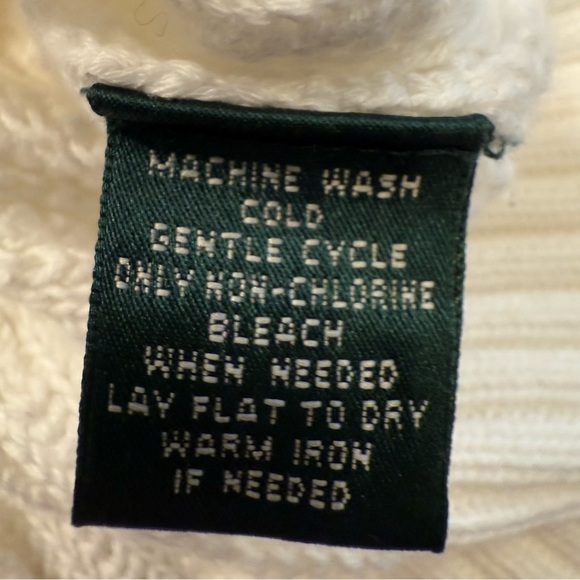 MACHINE WASH
COLD
GENTLE CYCLE
ONLY NON-CHLORINE
BLEACH
WHEN NEEDED
LAY FLAT TO DRY
WARM IRON
IF NEEDED